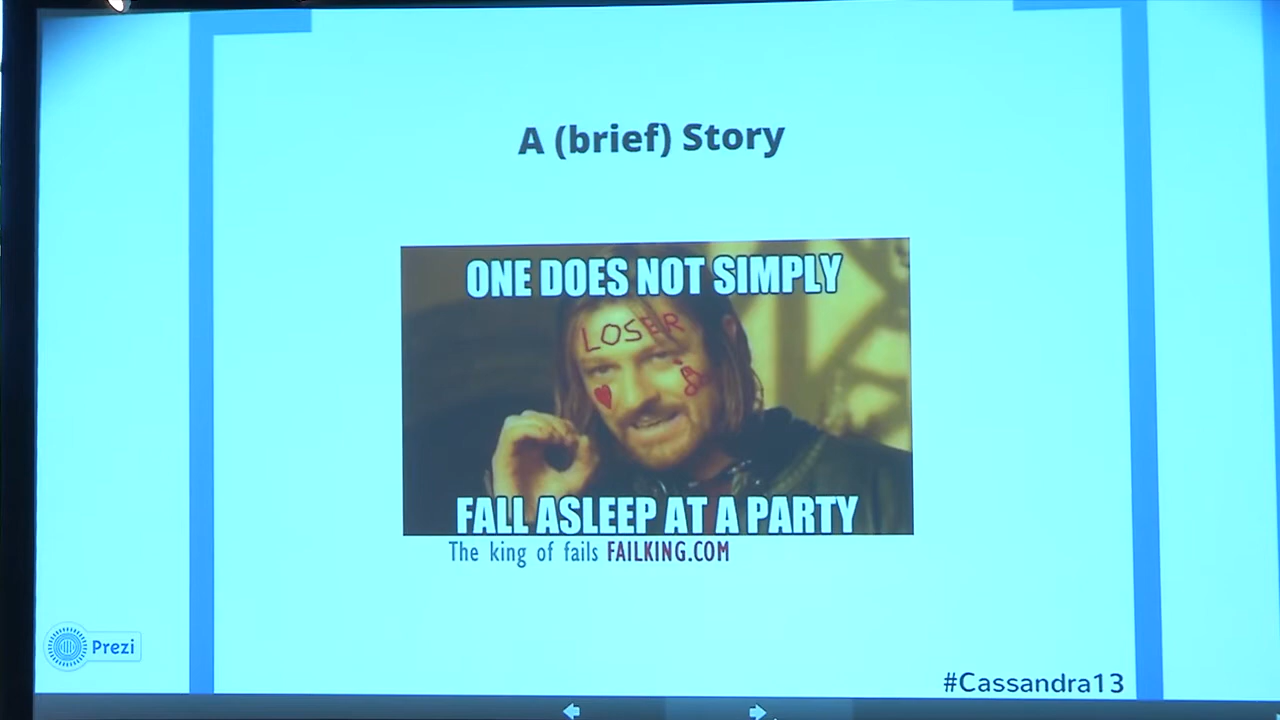 A (brief) Story
ONE DOES NOT SIMPLY
LOSER
FALL ASLEEP AT A PARTY
The king of fails FAILKING.COM
Prezi
#Cassandra13